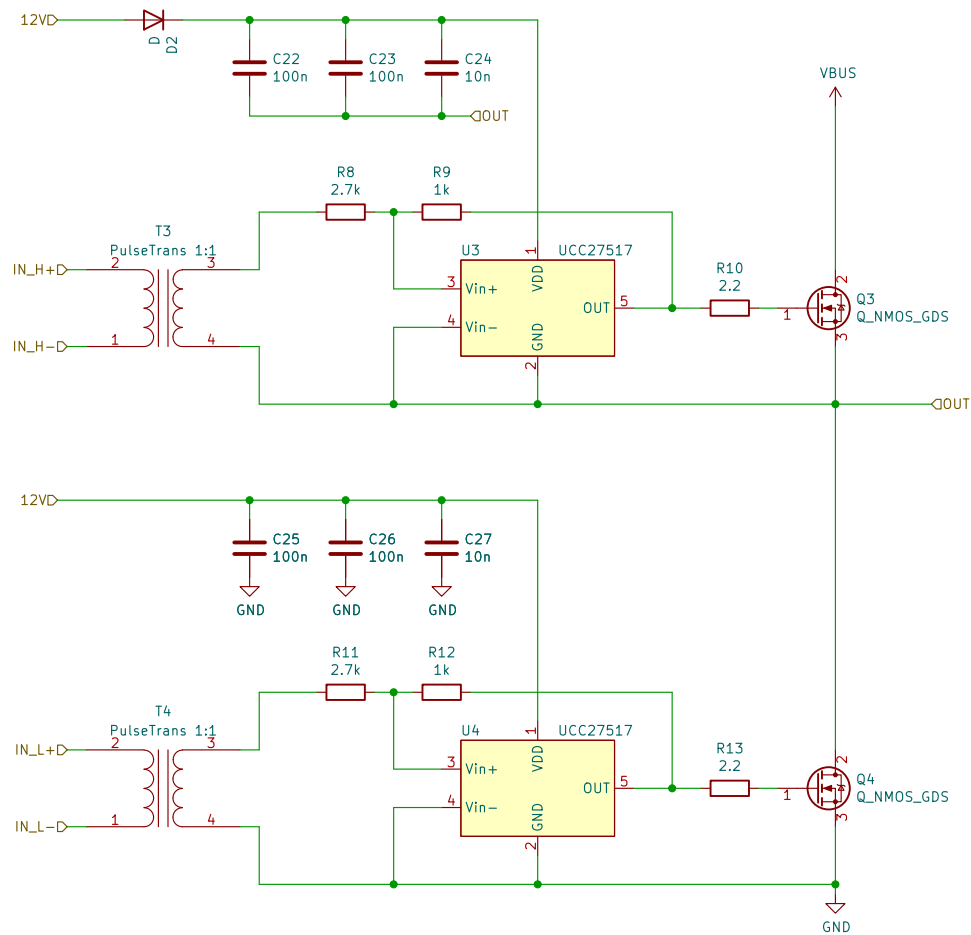 12V
D
D2
C22
100n
C23
100n
C24
10n
OUT
VBUS
R8
2.7k
R9
1k
T3
PulseTrans 1:1
IN_H+
2
3
IN_H-
1
4
U3
UCC27517
1
VDD
3
Vin+
4
Vin-
OUT
5
GND
2
R10
2.2
2
1
3
Q3
Q_NMOS_GDS
OUT
12V
C25
100n
C26
100n
C27
10n
GND
GND
GND
R11
2.7k
R12
1k
T4
PulseTrans 1:1
IN_L+
2
3
IN_L-
1
4
U4
UCC27517
1
VDD
3
Vin+
4
Vin-
OUT
5
GND
2
R13
2.2
2
1
3
Q4
Q_NMOS_GDS
GND